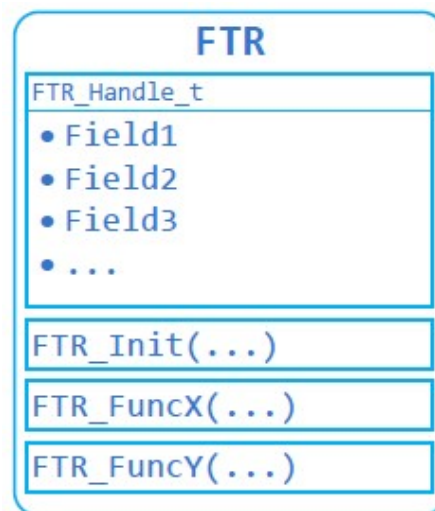 FTR
FTR_Handle_t
• Field1
• Field2
• Field3
• ...
FTR_Init(...)
FTR_FuncX(...)
FTR_FuncY(...)